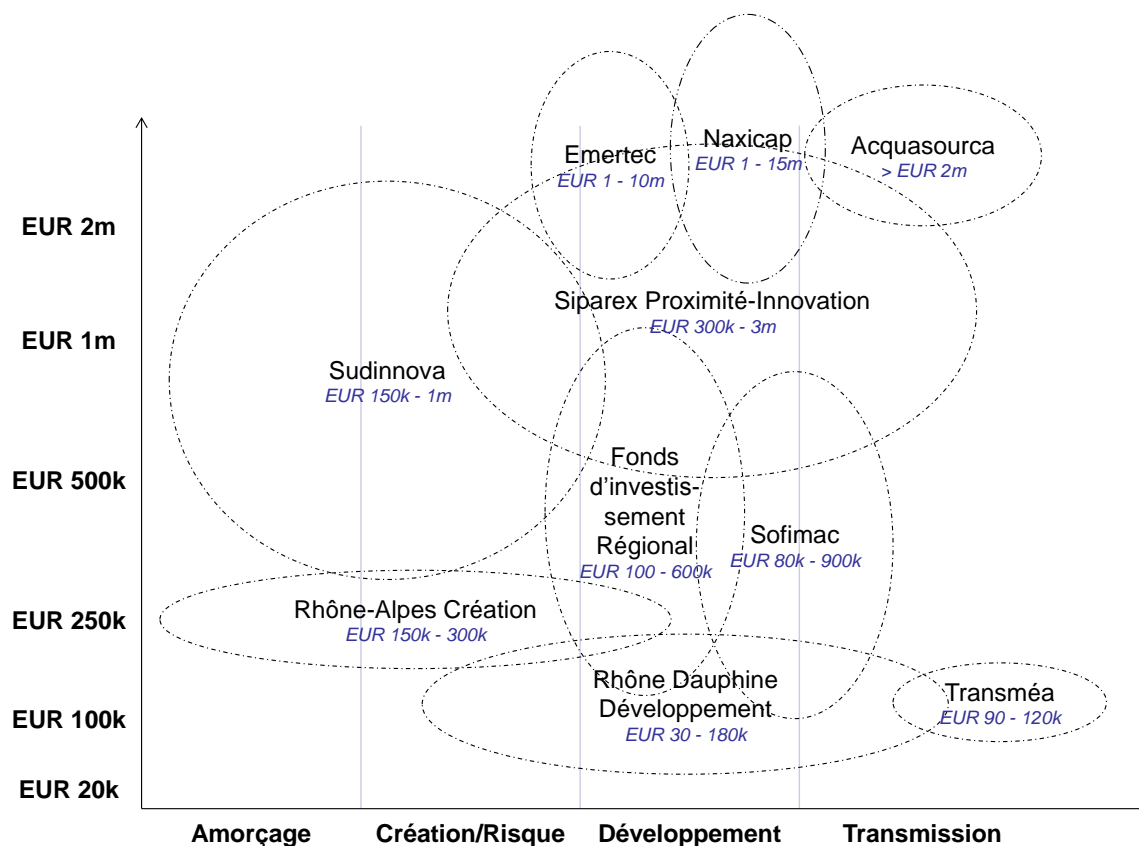 Emertec
EUR 1 - 10m
Naxicap
EUR 1 - 15m
Acquasourca
> EUR 2m
EUR 2m
Siparex Proximité-Innovation
EUR 300k - 3m
EUR 1m
Sudinnova
EUR 150k - 1m
EUR 500k
Fonds
d’investis-
sement
Régional
EUR 100 - 600k
Sofimac
EUR 80k - 900k
EUR 250k
Rhône-Alpes Création
EUR 150k - 300k
EUR 100k
Rhône Dauphine
Développement
EUR 30 - 180k
Transméa
EUR 90 - 120k
EUR 20k
Amorçage
Création/Risque
Développement
Transmission